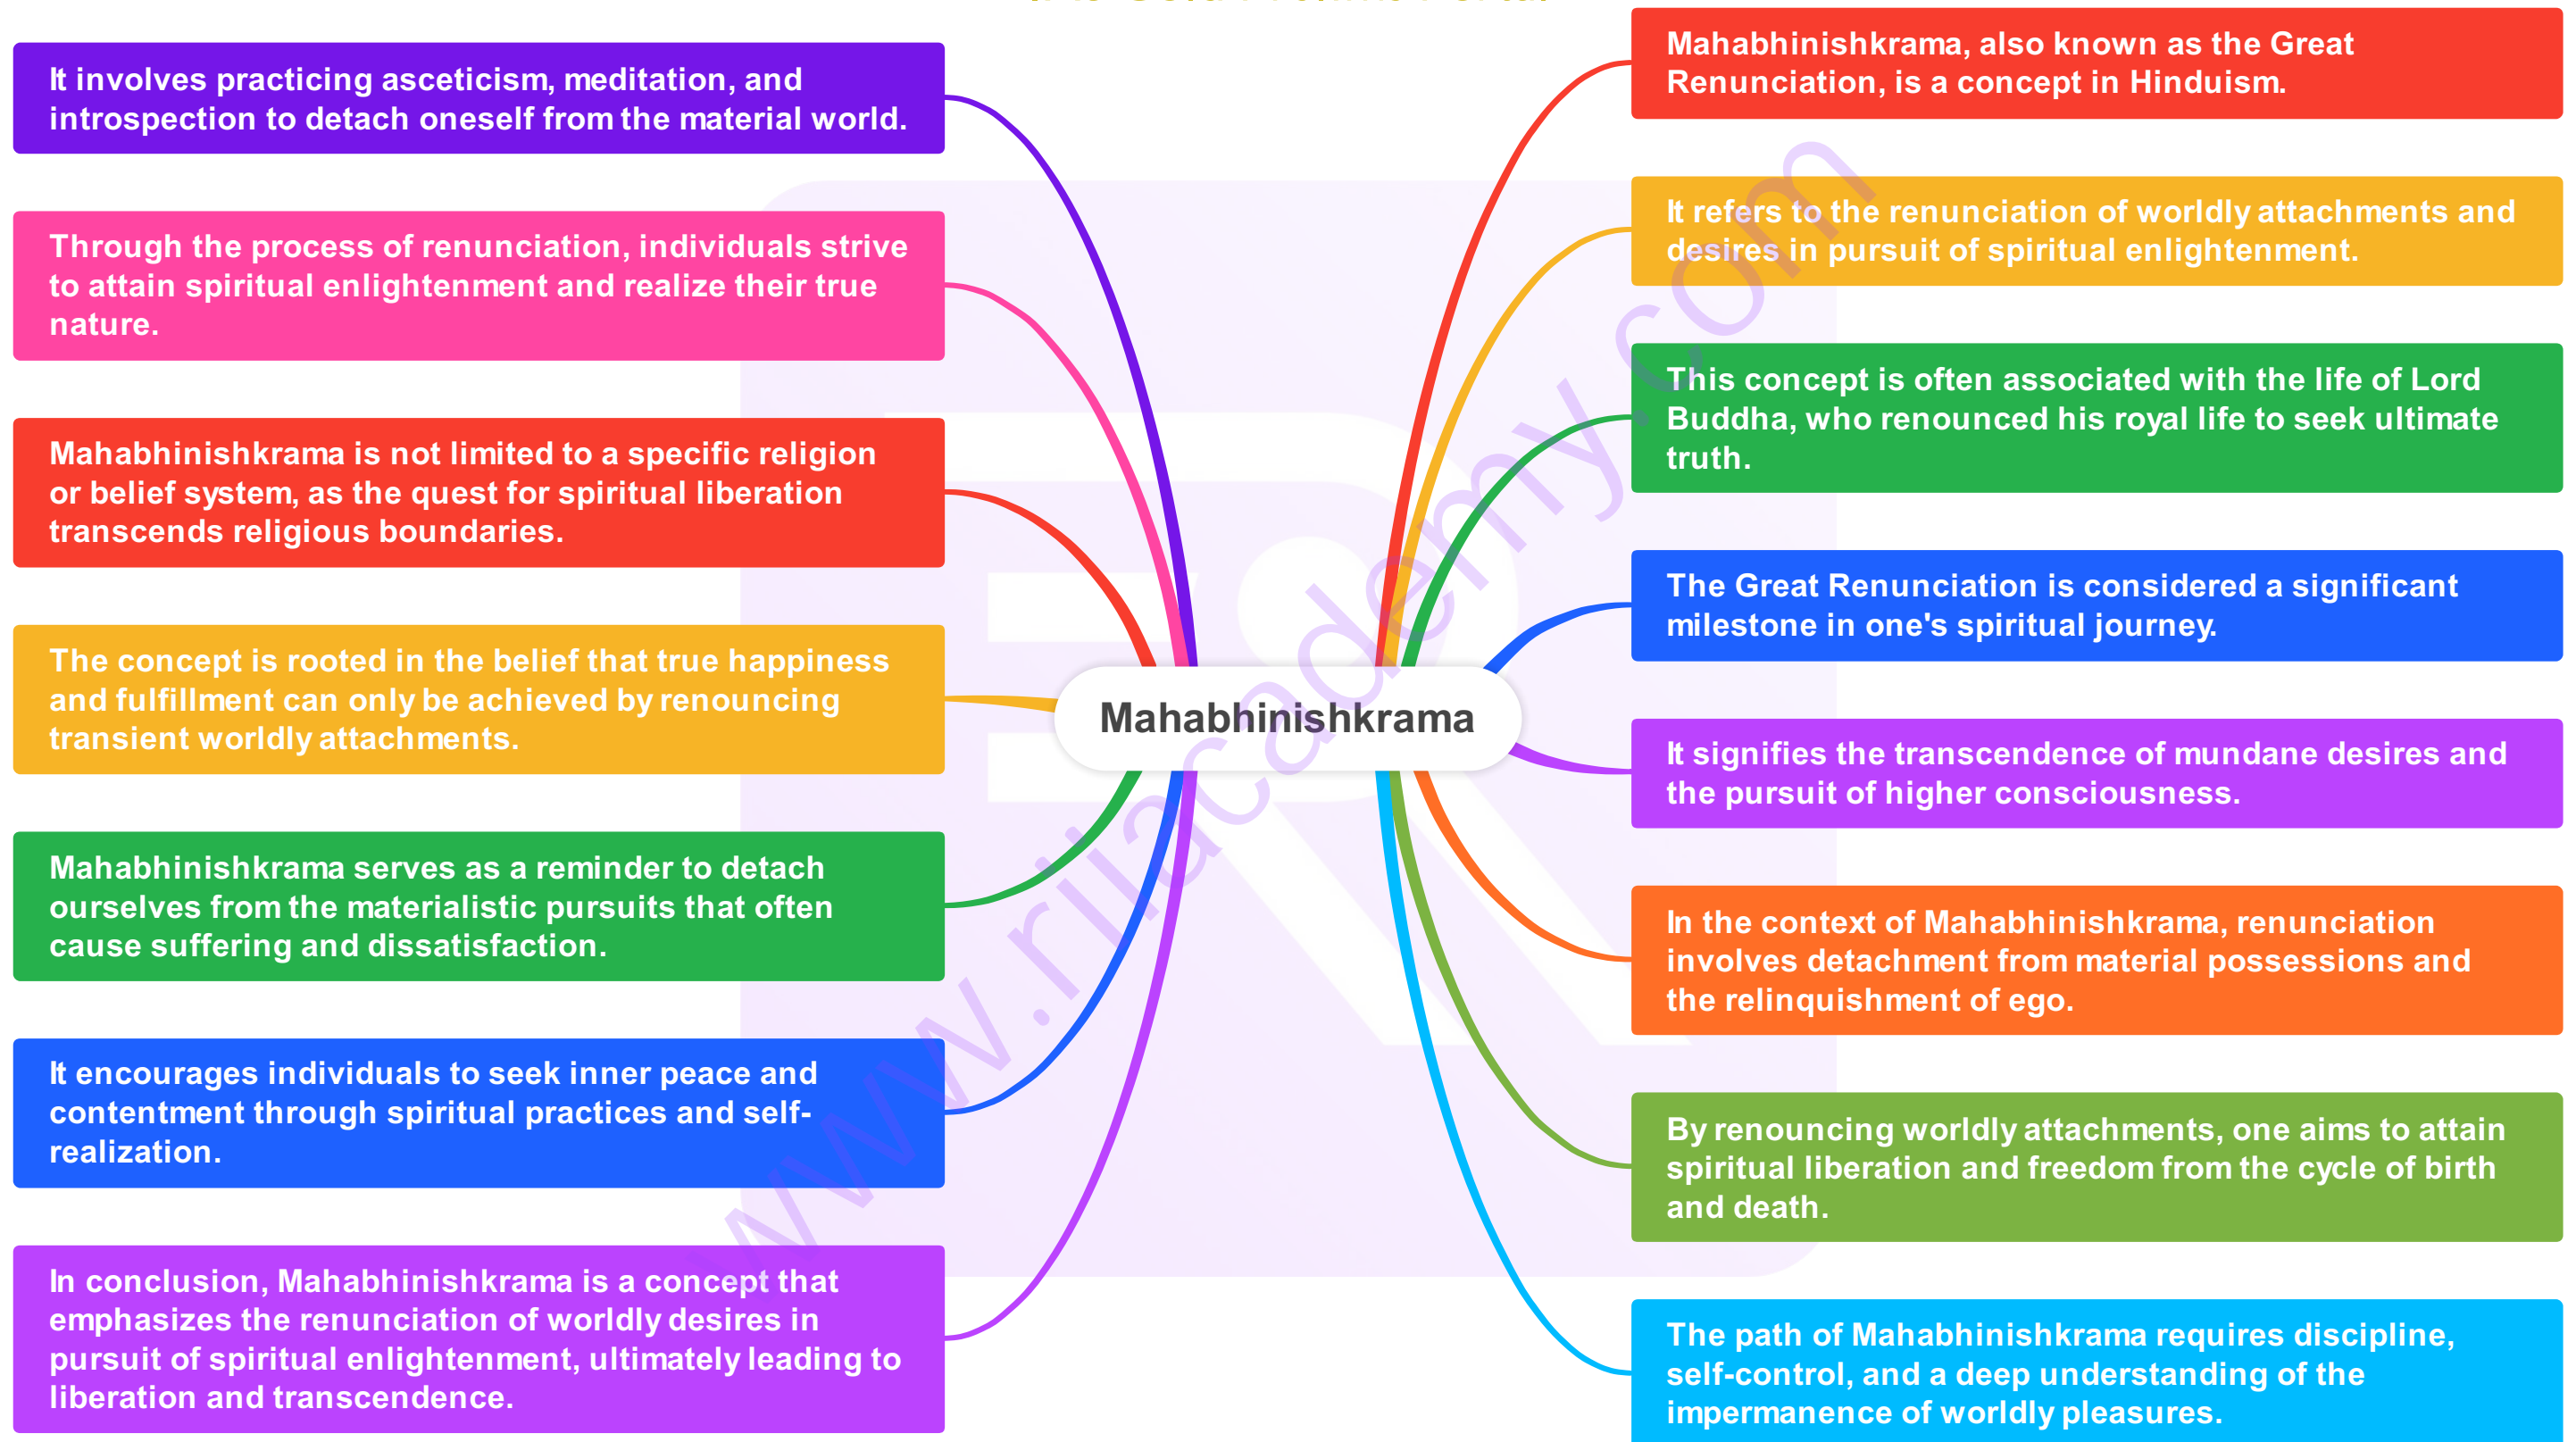 Mahabhinishkrama
Mahabhinishkrama, also known as the Great
Renunciation, is a concept in Hinduism.
It refers to the renunciation of worldly attachments and
desires in pursuit of spiritual enlightenment.
This concept is often associated with the life of Lord
Buddha, who renounced his royal life to seek ultimate
truth.
The Great Renunciation is considered a significant
milestone in one's spiritual journey.
It signifies the transcendence of mundane desires and
the pursuit of higher consciousness.
In the context of Mahabhinishkrama, renunciation
involves detachment from material possessions and
the relinquishment of ego.
By renouncing worldly attachments, one aims to attain
spiritual liberation and freedom from the cycle of birth
and death.
The path of Mahabhinishkrama requires discipline,
self-control, and a deep understanding of the
impermanence of worldly pleasures.
It involves practicing asceticism, meditation, and
introspection to detach oneself from the material world.
Through the process of renunciation, individuals strive
to attain spiritual enlightenment and realize their true
nature.
Mahabhinishkrama is not limited to a specific religion
or belief system, as the quest for spiritual liberation
transcends religious boundaries.
The concept is rooted in the belief that true happiness
and fulfillment can only be achieved by renouncing
transient worldly attachments.
Mahabhinishkrama serves as a reminder to detach
ourselves from the materialistic pursuits that often
cause suffering and dissatisfaction.
It encourages individuals to seek inner peace and
contentment through spiritual practices and self-
realization.
In conclusion, Mahabhinishkrama is a concept that
emphasizes the renunciation of worldly desires in
pursuit of spiritual enlightenment, ultimately leading to
liberation and transcendence.
www.rijacademy.com